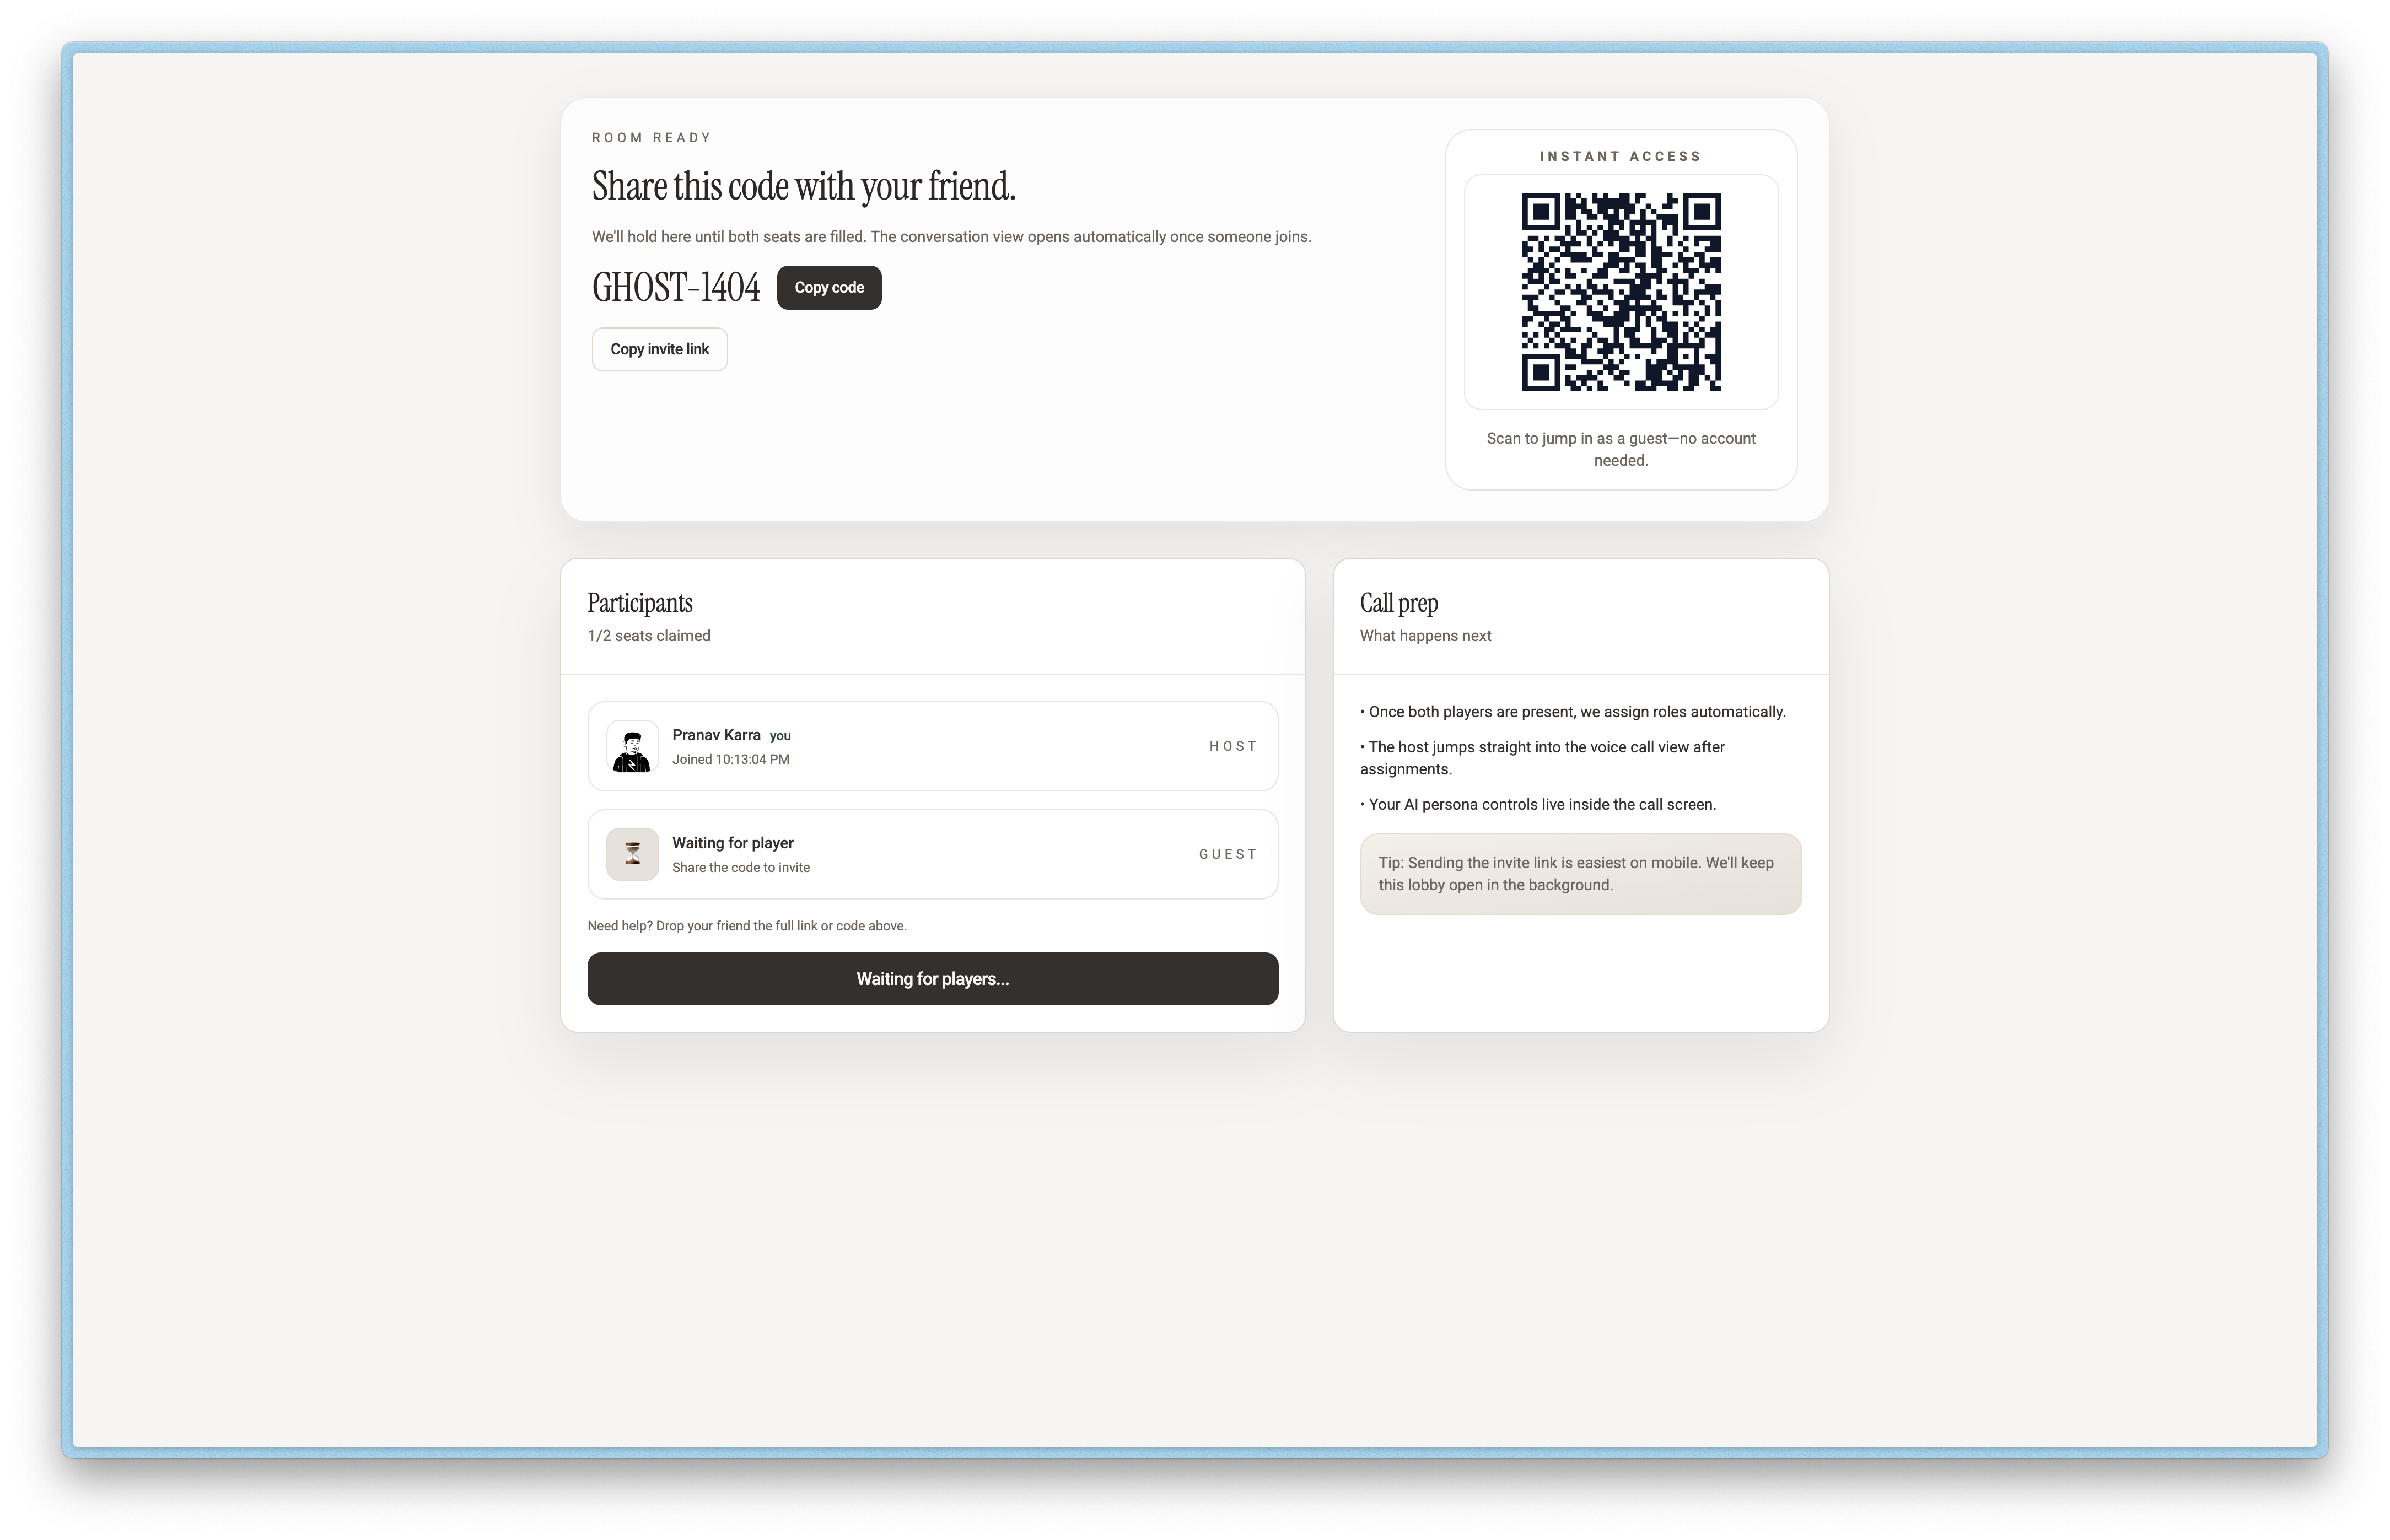 ROOM READY
Share this code with your friend.
We'll hold here until both seats are filled. The conversation view opens automatically once someone joins.
GHOST-1404
Copy code
Copy invite link
INSTANT ACCESS
Scan to jump in as a guest—no account
needed.
Participants
1/2 seats claimed
Pranav Karra you
Joined 10:13:04 PM
HOST
Waiting for player
Share the code to invite
GUEST
Need help? Drop your friend the full link or code above.
Waiting for players...
Call prep
What happens next
• Once both players are present, we assign roles automatically.
• The host jumps straight into the voice call view after
assignments.
• Your AI persona controls live inside the call screen.
Tip: Sending the invite link is easiest on mobile. We'll keep
this lobby open in the background.